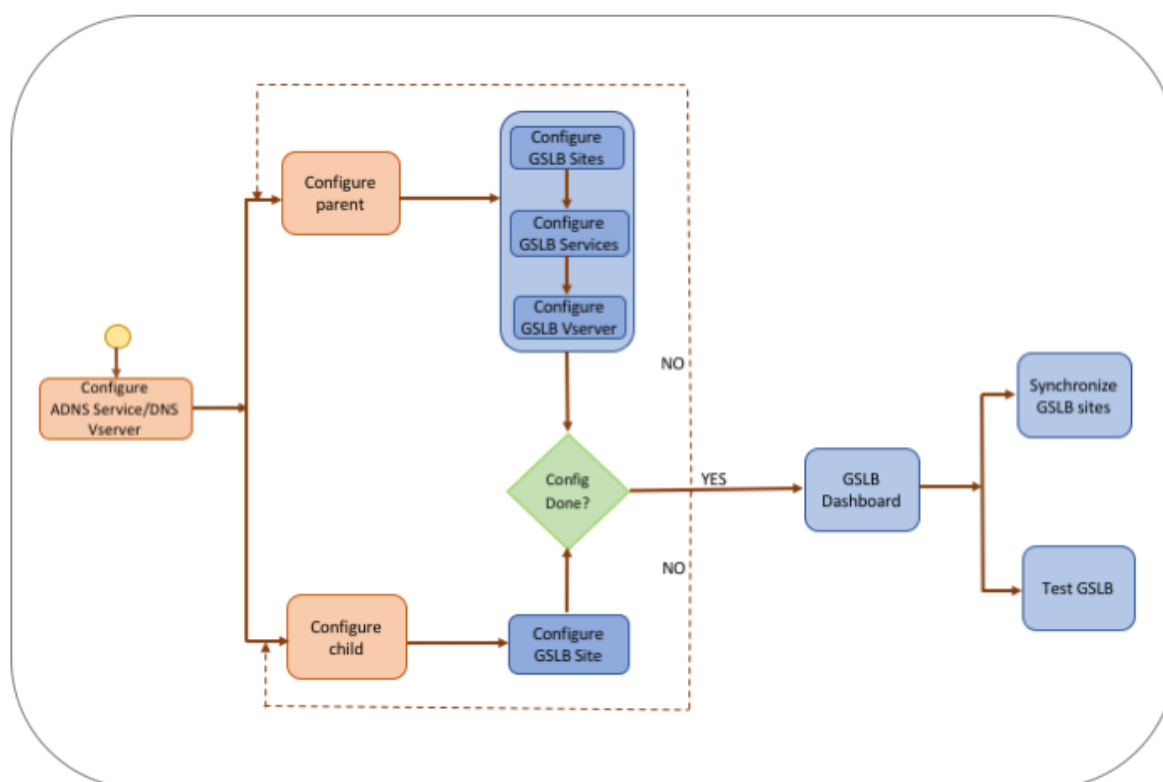 Configure
GSLB Sites
Configure
parent
Configure
GSLB Services
Configure
GSLB Vserver
NO
Configure
ADNS Service/DNS
Vserver
Synchronize
GSLB sites
Config
Done?
YES
GSLB
Dashboard
NO
Test GSLB
Configure
child
Configure
GSLB Site